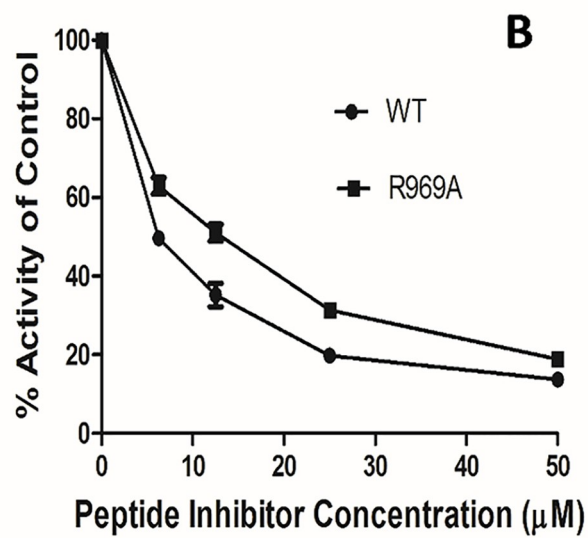 B
% Activity of Control
100
80
60
40
20
0
WT
R969A
0 10 20 30 40 50
Peptide Inhibitor Concentration (μM)